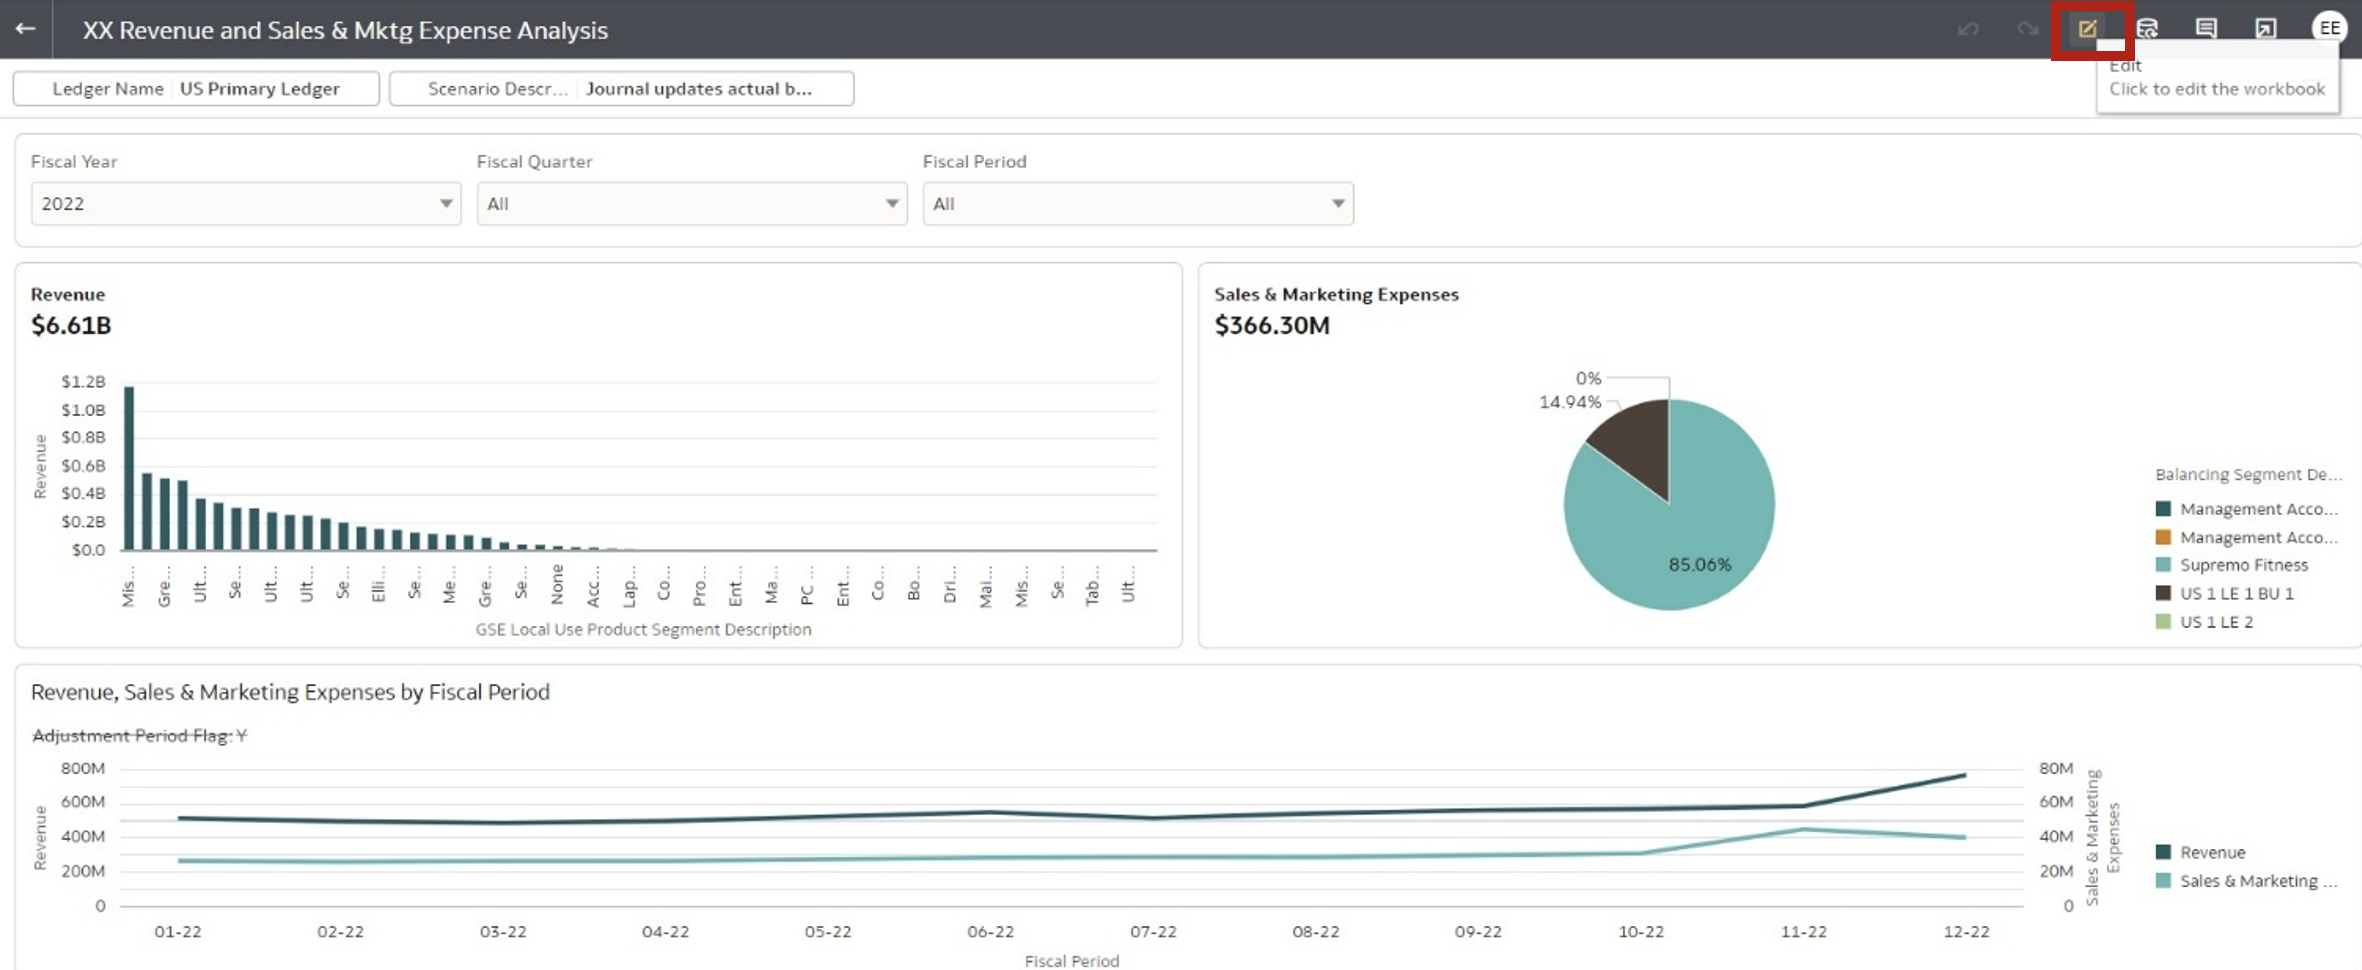 XX Revenue and Sales & Mktg Expense Analysis
EE
Edit
Click to edit the workbook
Ledger Name US Primary Ledger
Scenario Descr... Journal updates actual b...
Fiscal Year
Fiscal Quarter
Fiscal Period
2022
All
All
Revenue
$6.61B
$1.2B
$1.0B
$0.8B
$0.6B
$0.4B
$0.2B
$0.0
Revenue
Mis...
Gre...
Ult...
Se...
Ult...
Ult...
Se...
Elli...
Se...
Me...
Gre...
Se...
None
Acc...
Lap...
Co...
Pro...
Ent...
Ma...
PC ...
Ent...
Co...
Bo...
Dri...
Mai...
Mis...
Se...
Tab...
Ult...
GSE Local Use Product Segment Description
Sales & Marketing Expenses
$366.30M
0%
14.94%
85.06%
Balancing Segment De...
Management Acco...
Management Acco...
Supremo Fitness
US 1 LE 1 BU 1
US 1 LE 2
Revenue, Sales & Marketing Expenses by Fiscal Period
Adjustment Period Flag: Y
800M
600M
400M
200M
0
Revenue
80M
60M
40M
20M
0
Sales & Marketing
Expenses
Revenue
Sales & Marketing ...
01-22
02-22
03-22
04-22
05-22
06-22
07-22
08-22
09-22
10-22
11-22
12-22
Fiscal Period